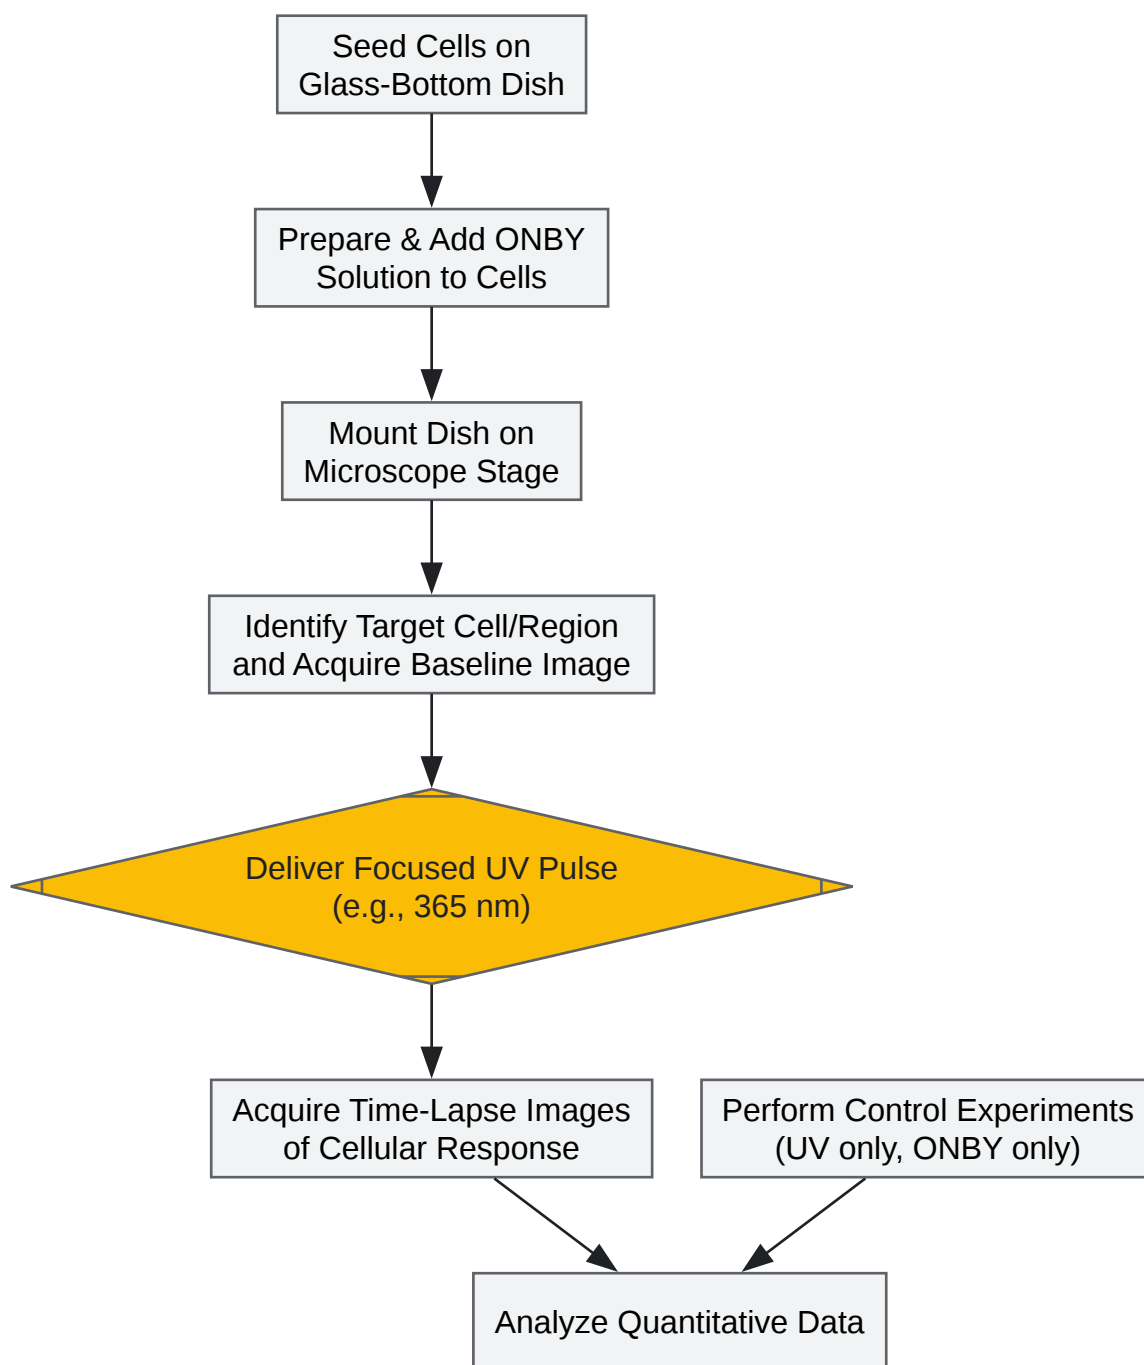 Seed Cells on
Glass-Bottom Dish
Prepare & Add ONBY
Solution to Cells
Mount Dish on
Microscope Stage
Identify Target Cell/Region
and Acquire Baseline Image
Deliver Focused UV Pulse
(e.g., 365 nm)
Acquire Time-Lapse Images
of Cellular Response
Perform Control Experiments
(UV only, ONBY only)
Analyze Quantitative Data